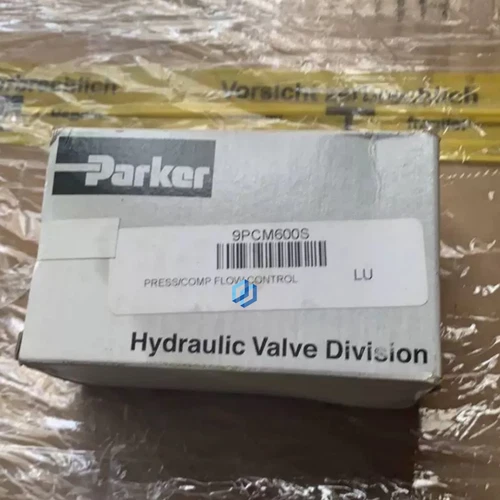 Vorsicht zerbrechlich
Parker
9PCM600S
PRESS/COMP FLOW CONTROL
LU
Hydraulic Valve Division